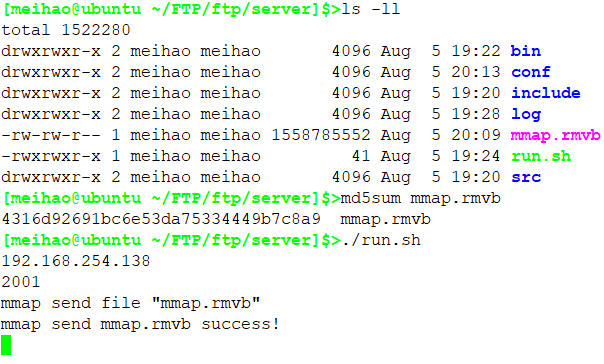 [meihao@ubuntu ~/FTP/ftp/server]$>ls -ll
total 1522280
drwxrwxr-x 2 meihao meihao       4096 Aug  5 19:22 bin
drwxrwxr-x 2 meihao meihao       4096 Aug  5 20:13 conf
drwxrwxr-x 2 meihao meihao       4096 Aug  5 19:20 include
drwxrwxr-x 2 meihao meihao       4096 Aug  5 19:28 log
-rw-rw-r-- 1 meihao meihao 1558785552 Aug  5 20:09 mmap.rmvb
-rwxrwxr-x 1 meihao meihao         41 Aug  5 19:24 run.sh
drwxrwxr-x 2 meihao meihao       4096 Aug  5 19:20 src
[meihao@ubuntu ~/FTP/ftp/server]$>md5sum mmap.rmvb
4316d92691bc6e53da75334449b7c8a9  mmap.rmvb
[meihao@ubuntu ~/FTP/ftp/server]$>./run.sh
192.168.254.138
2001
mmap send file "mmap.rmvb"
mmap send mmap.rmvb success!